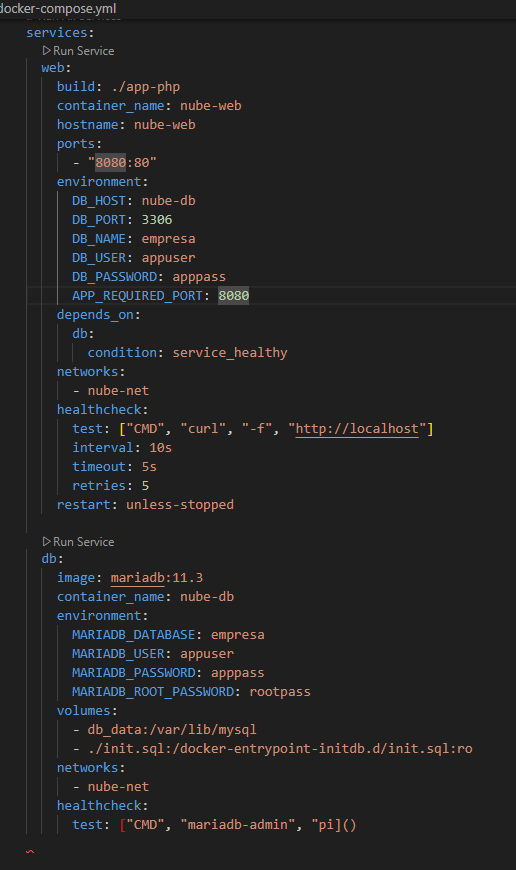 docker-compose.yml
services:
Run Service
web:
build: ./app-php
container_name: nube-web
hostname: nube-web
ports:
- "8080:80"
environment:
DB_HOST: nube-db
DB_PORT: 3306
DB_NAME: empresa
DB_USER: appuser
DB_PASSWORD: apppass
APP_REQUIRED_PORT: 8080
depends_on:
db:
condition: service_healthy
networks:
- nube-net
healthcheck:
test: ["CMD", "curl", "-f", "http://localhost"]
interval: 10s
timeout: 5s
retries: 5
restart: unless-stopped
Run Service
db:
image: mariadb:11.3
container_name: nube-db
environment:
MARIADB_DATABASE: empresa
MARIADB_USER: appuser
MARIADB_PASSWORD: apppass
MARIADB_ROOT_PASSWORD: rootpass
volumes:
- db_data:/var/lib/mysql
- ./init.sql:/docker-entrypoint-initdb.d/init.sql:ro
networks:
- nube-net
healthcheck:
test: ["CMD", "mariadb-admin", "pi]()